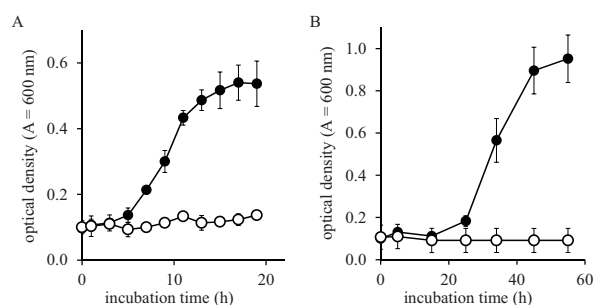 A
optical density (A = 600 nm)
0.6
0.4
0.2
0.0
0 10 20
incubation time (h)
B
optical density (A = 600 nm)
1.0
0.8
0.6
0.4
0.2
0.0
0 20 40 60
incubation time (h)